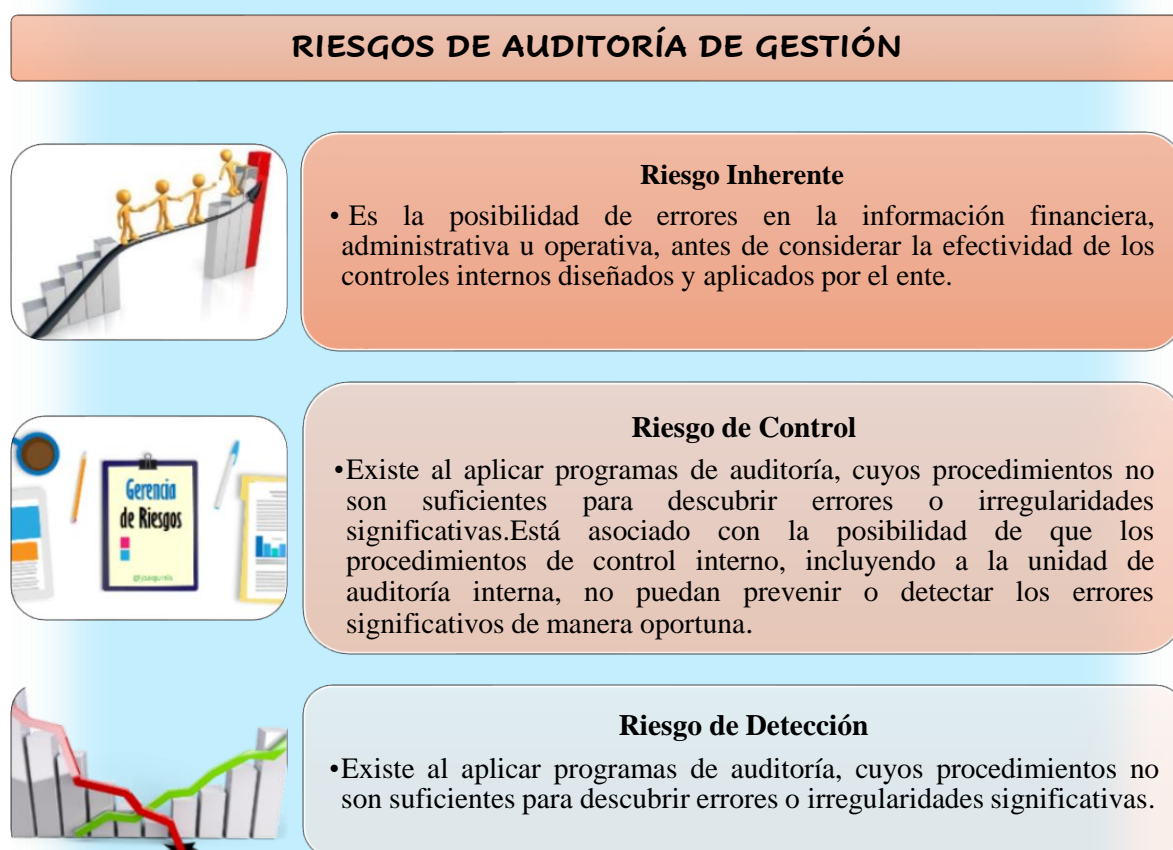 RIESGOS DE AUDITORÍA DE GESTIÓN
Riesgo Inherente
• Es la posibilidad de errores en la información financiera,
administrativa u operativa, antes de considerar la efectividad de los
controles internos diseñados y aplicados por el ente.
Gerencia
de Riesgos
Riesgo de Control
•Existe al aplicar programas de auditoría, cuyos procedimientos no
son suficientes para descubrir errores o irregularidades
significativas.Está asociado con la posibilidad de que los
procedimientos de control interno, incluyendo a la unidad de
auditoría interna, no puedan prevenir o detectar los errores
significativos de manera oportuna.
Riesgo de Detección
•Existe al aplicar programas de auditoría, cuyos procedimientos no
son suficientes para descubrir errores o irregularidades significativas.